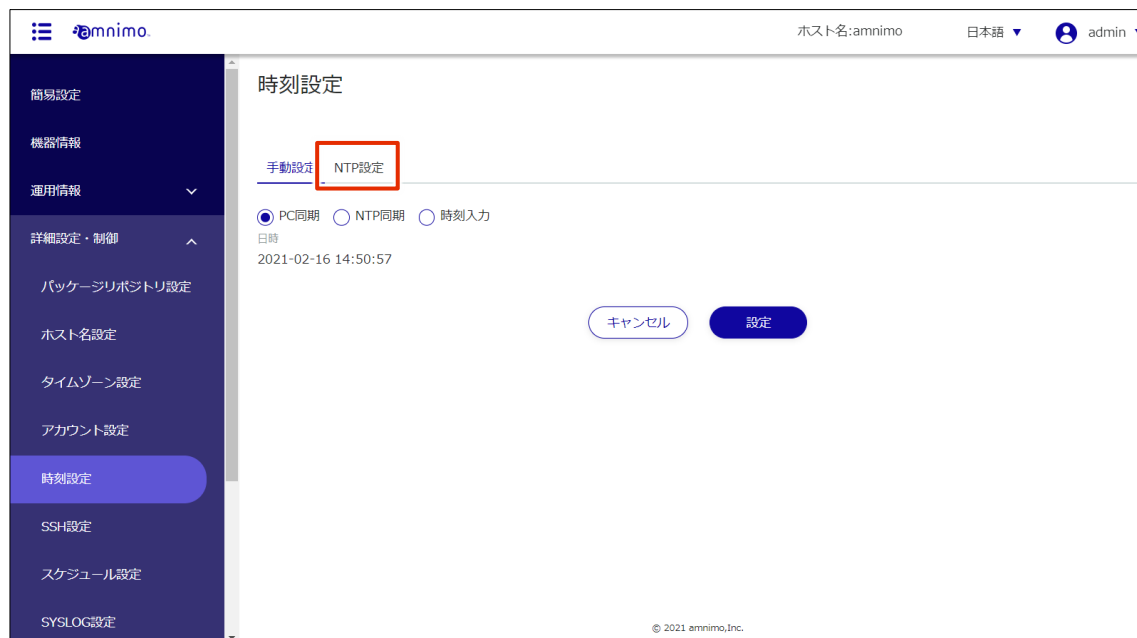 amnimo.
ホスト名:amnimo
日本語 ▼
admin
簡易設定
機器情報
運用情報
詳細設定・制御
パッケージリポジトリ設定
ホスト名設定
タイムゾーン設定
アカウント設定
時刻設定
SSH設定
スケジュール設定
SYSLOG設定
時刻設定
手動設定 NTP設定
PC同期 NTP同期 時刻入力
日時
2021-02-16 14:50:57
キャンセル 設定
© 2021 amnimo,Inc.